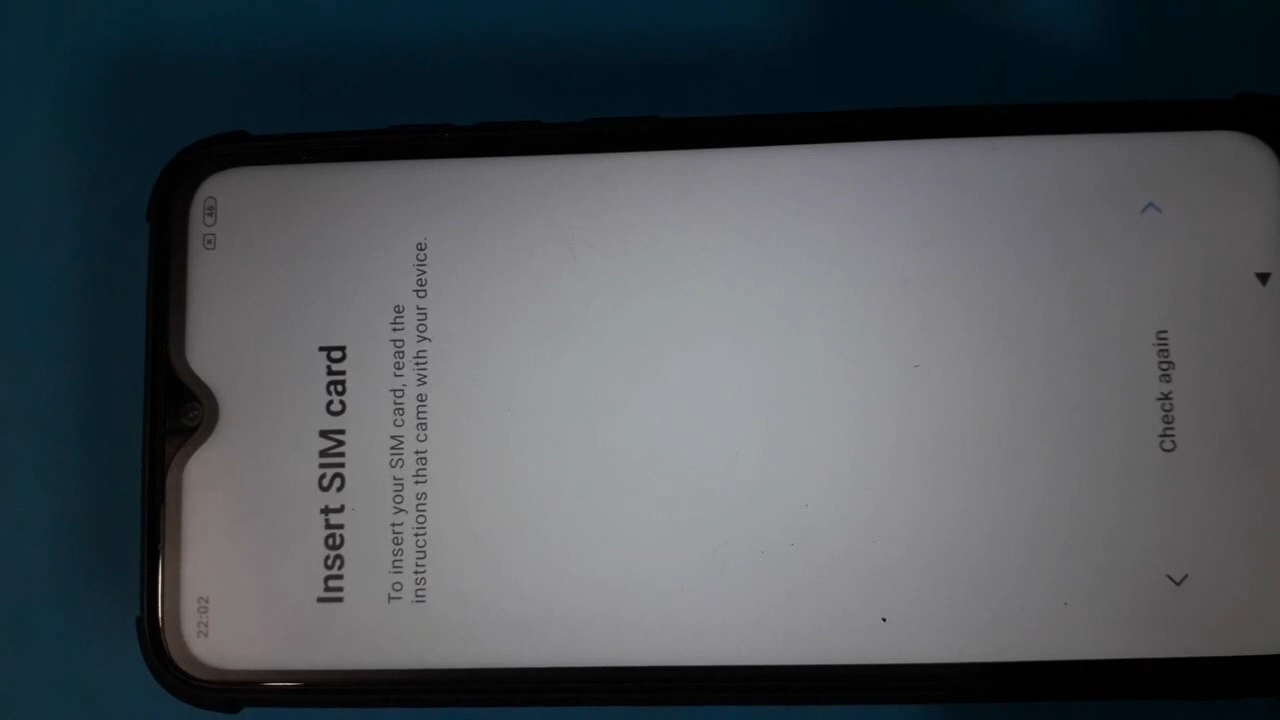 22:02
46
Insert SIM card
To insert your SIM card, read the
instructions that came with your device.
Check again